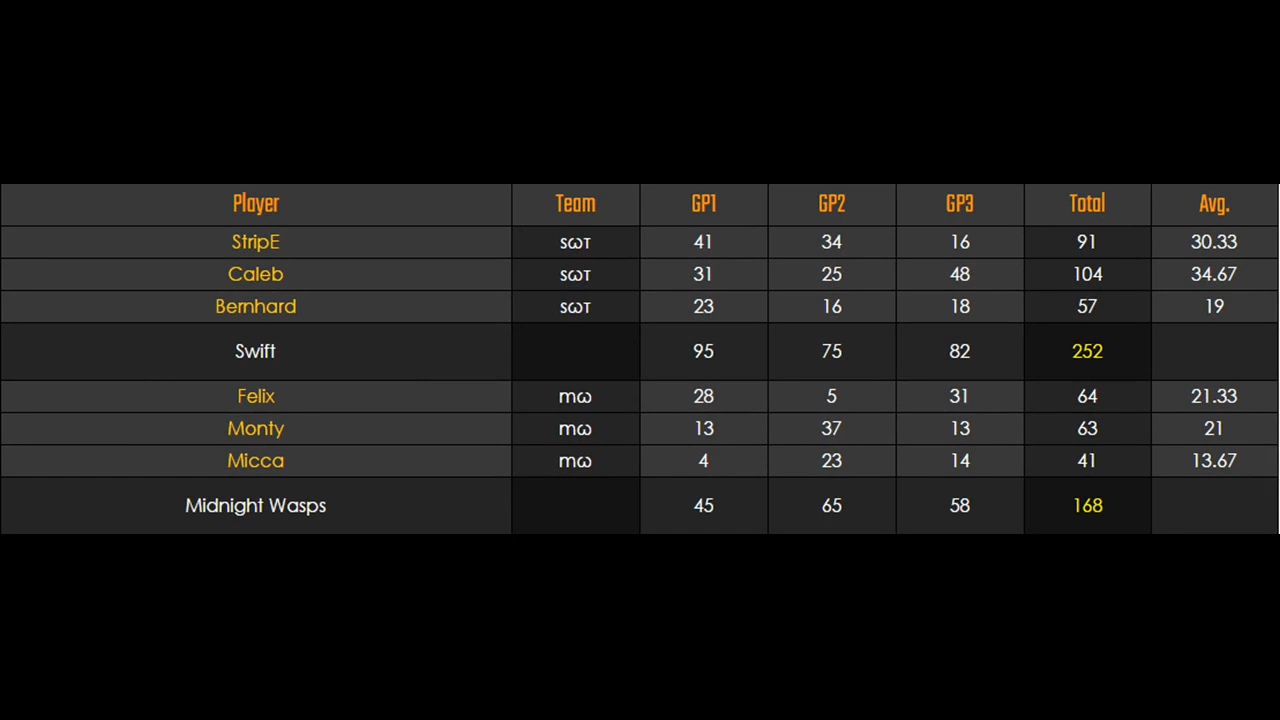 Player Team GP1 GP2 GP3 Total Avg.
StripE sωτ 41 34 16 91 30.33
Caleb sωτ 31 25 48 104 34.67
Bernhard sωτ 23 16 18 57 19
Swift 95 75 82 252
Felix mω 28 5 31 64 21.33
Monty mω 13 37 13 63 21
Micca mω 4 23 14 41 13.67
Midnight Wasps 45 65 58 168